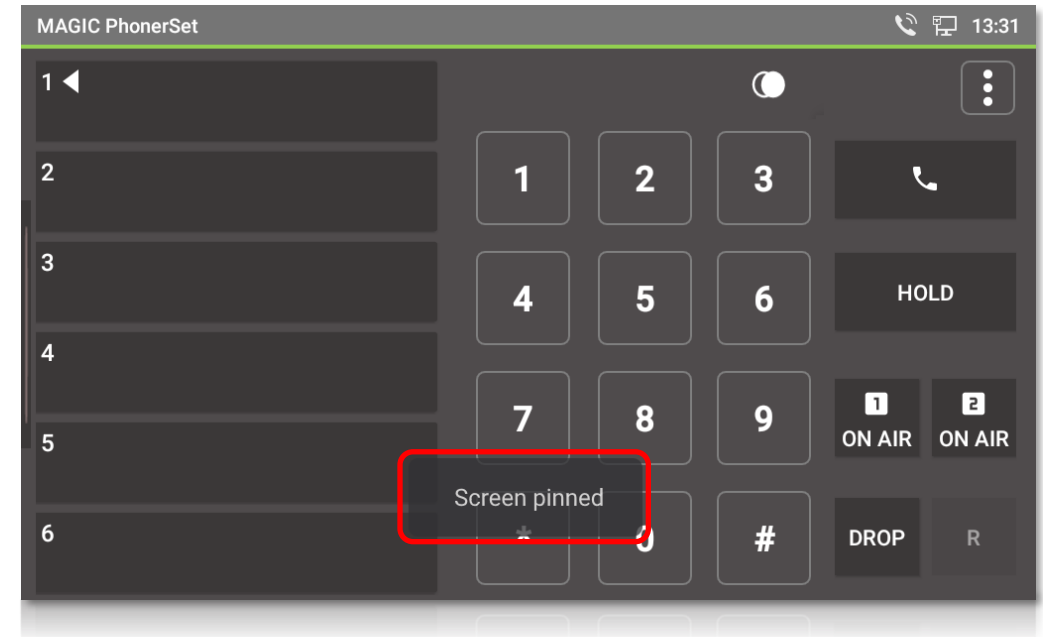 MAGIC PhonerSet
13:31
1
2
3
4
5
6
1 2 3
4 5 6
7 8 9
* 0 #
HOLD
1 ON AIR
2 ON AIR
DROP R
Screen pinned